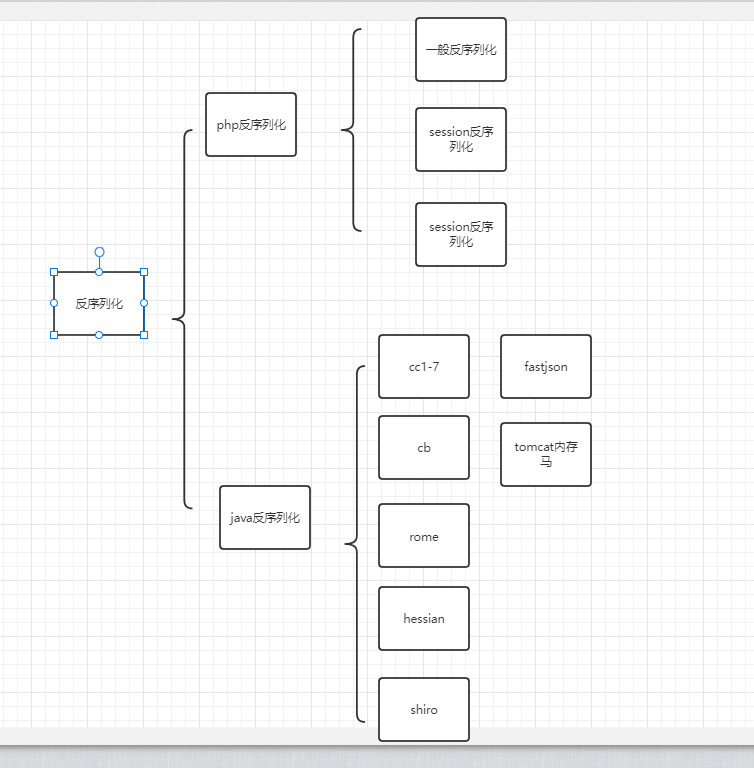 一般反序列化
php反序列化
session反序
列化
session反序
列化
反序列化
cc1-7
fastjson
cb
tomcat内存
马
java反序列化
rome
hessian
shiro